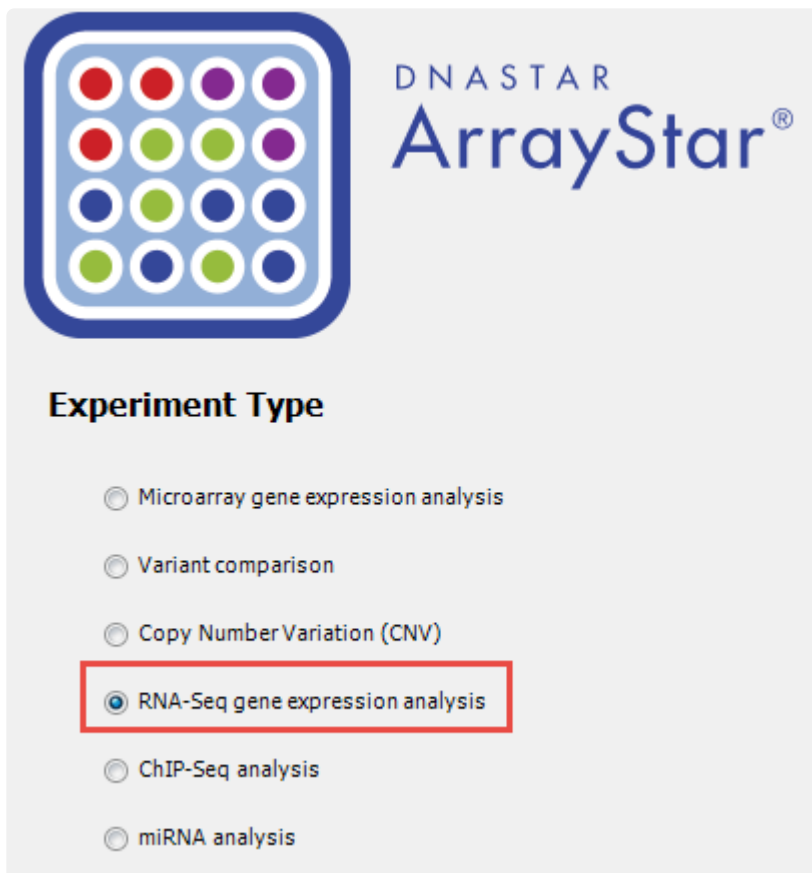 DNASTAR
ArrayStar®
Experiment Type
Microarray gene expression analysis
Variant comparison
Copy Number Variation (CNV)
RNA-Seq gene expression analysis
ChIP-Seq analysis
miRNA analysis